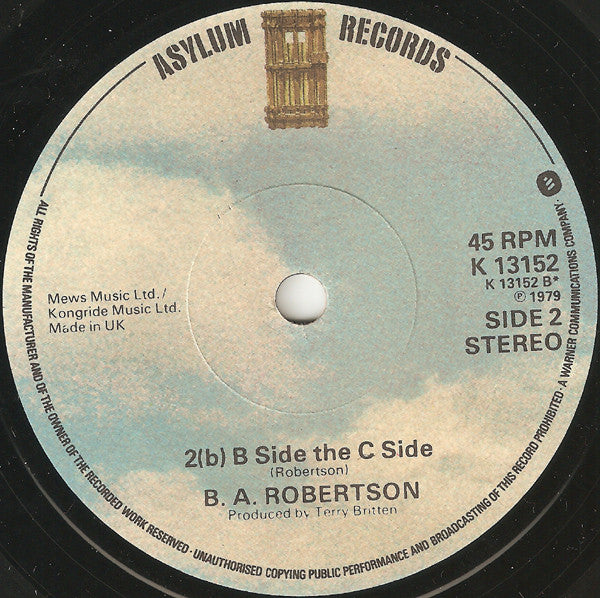 ASYLUM RECORDS
45 RPM
K 13152
K 13152 B*
℗ 1979
SIDE 2
STEREO
Mews Music Ltd./
Kongride Music Ltd.
Made in UK
2(b) B Side the C Side
(Robertson)
B. A. ROBERTSON
Produced by Terry Britten
ALL RIGHTS OF THE MANUFACTURER AND OF THE OWNER OF THE RECORDED WORK RESERVED · UNAUTHORISED COPYING PUBLIC PERFORMANCE AND BROADCASTING OF THIS RECORD PROHIBITED · A WARNER COMMUNICATIONS COMPANY ·